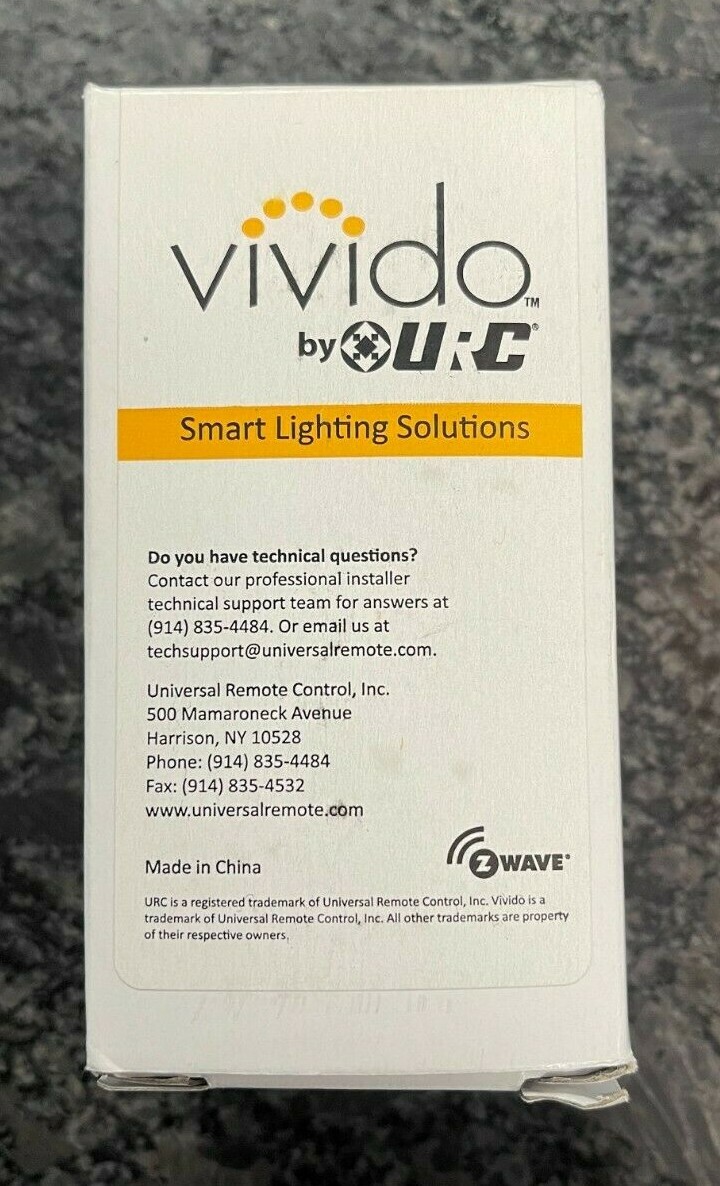 vivido™
by URC®
Smart Lighting Solutions
Do you have technical questions?
Contact our professional installer
technical support team for answers at
(914) 835-4484. Or email us at
techsupport@universalremote.com.
Universal Remote Control, Inc.
500 Mamaroneck Avenue
Harrison, NY 10528
Phone: (914) 835-4484
Fax: (914) 835-4532
www.universalremote.com
Made in China
Z WAVE®
URC is a registered trademark of Universal Remote Control, Inc. Vivido is a
trademark of Universal Remote Control, Inc. All other trademarks are property
of their respective owners.